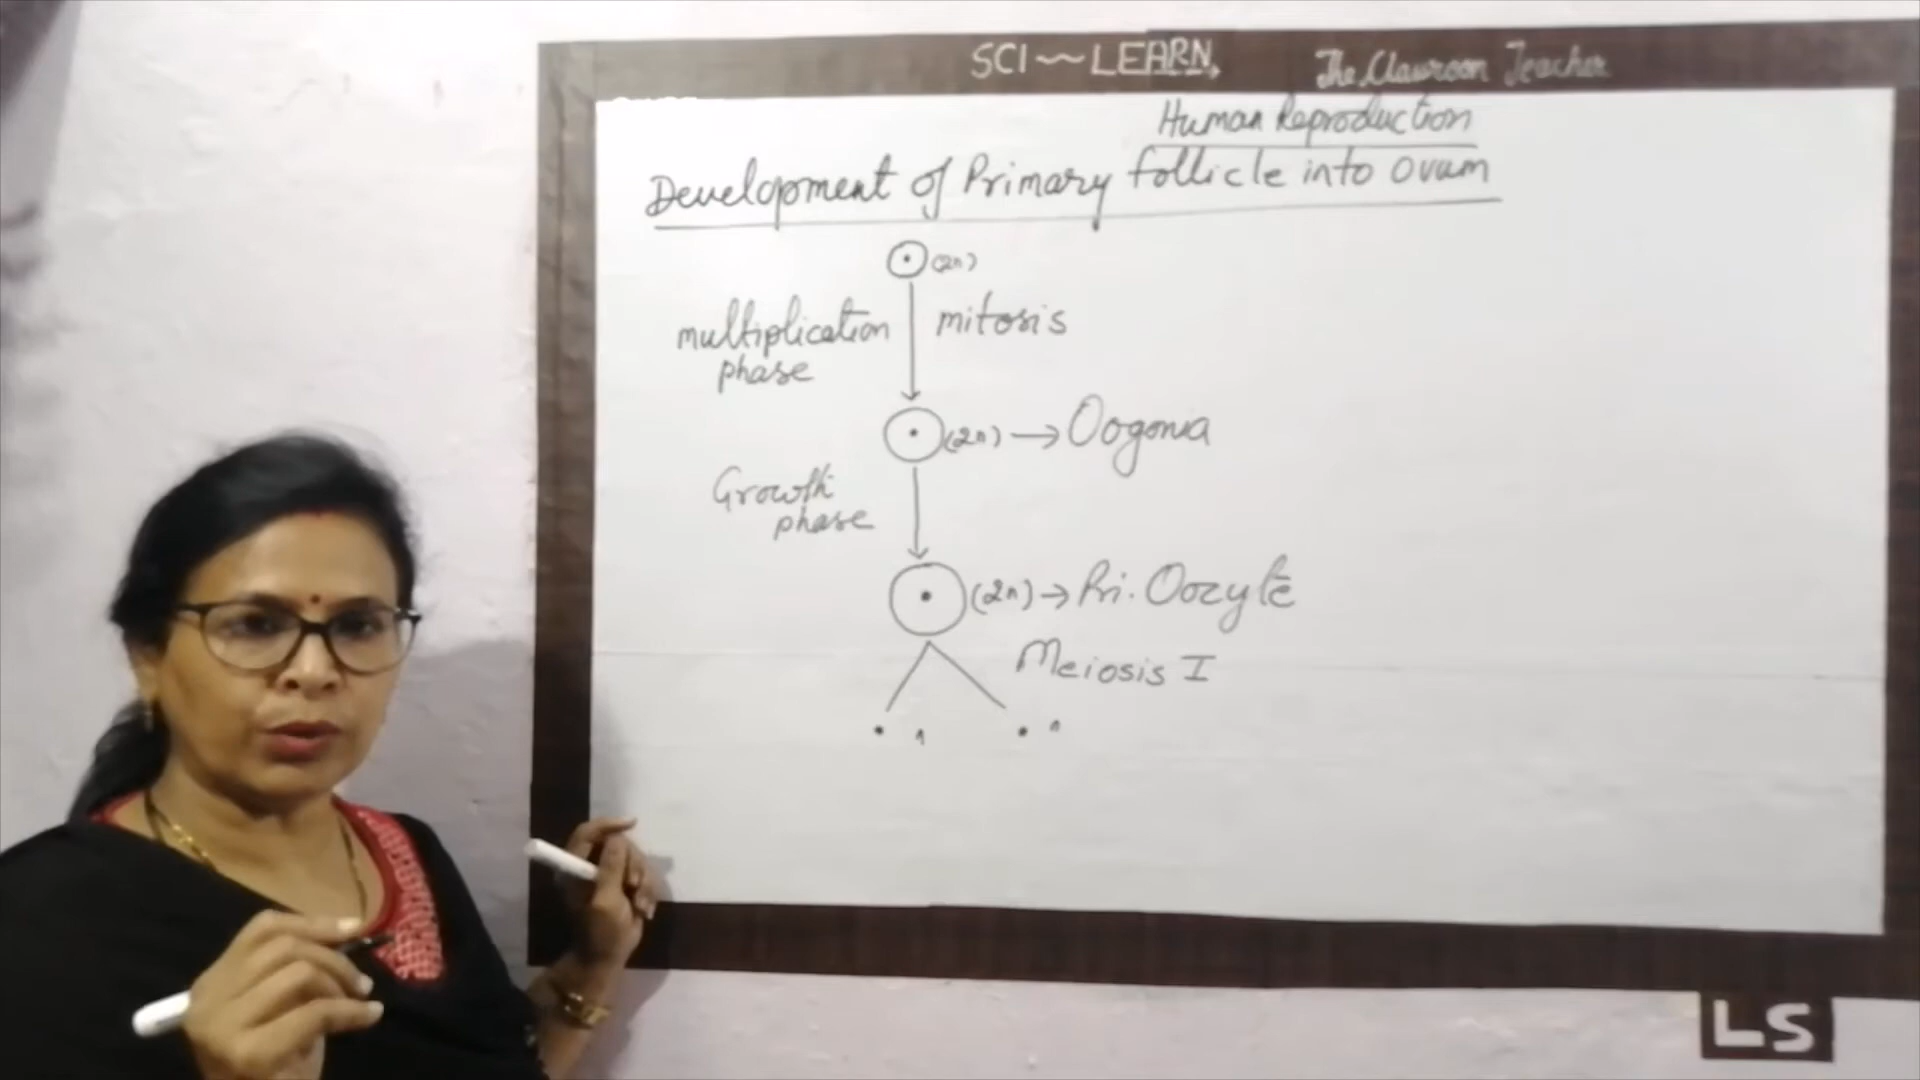 SCI~LEARN
The Classroom Teacher
Human Reproduction
Development of Primary follicle into Ovum
(2n)
multiplication
phase
mitosis
(2n) → Oogonia
Growth
phase
(2n) → Pri. Oozyte
Meiosis I
n n
LS